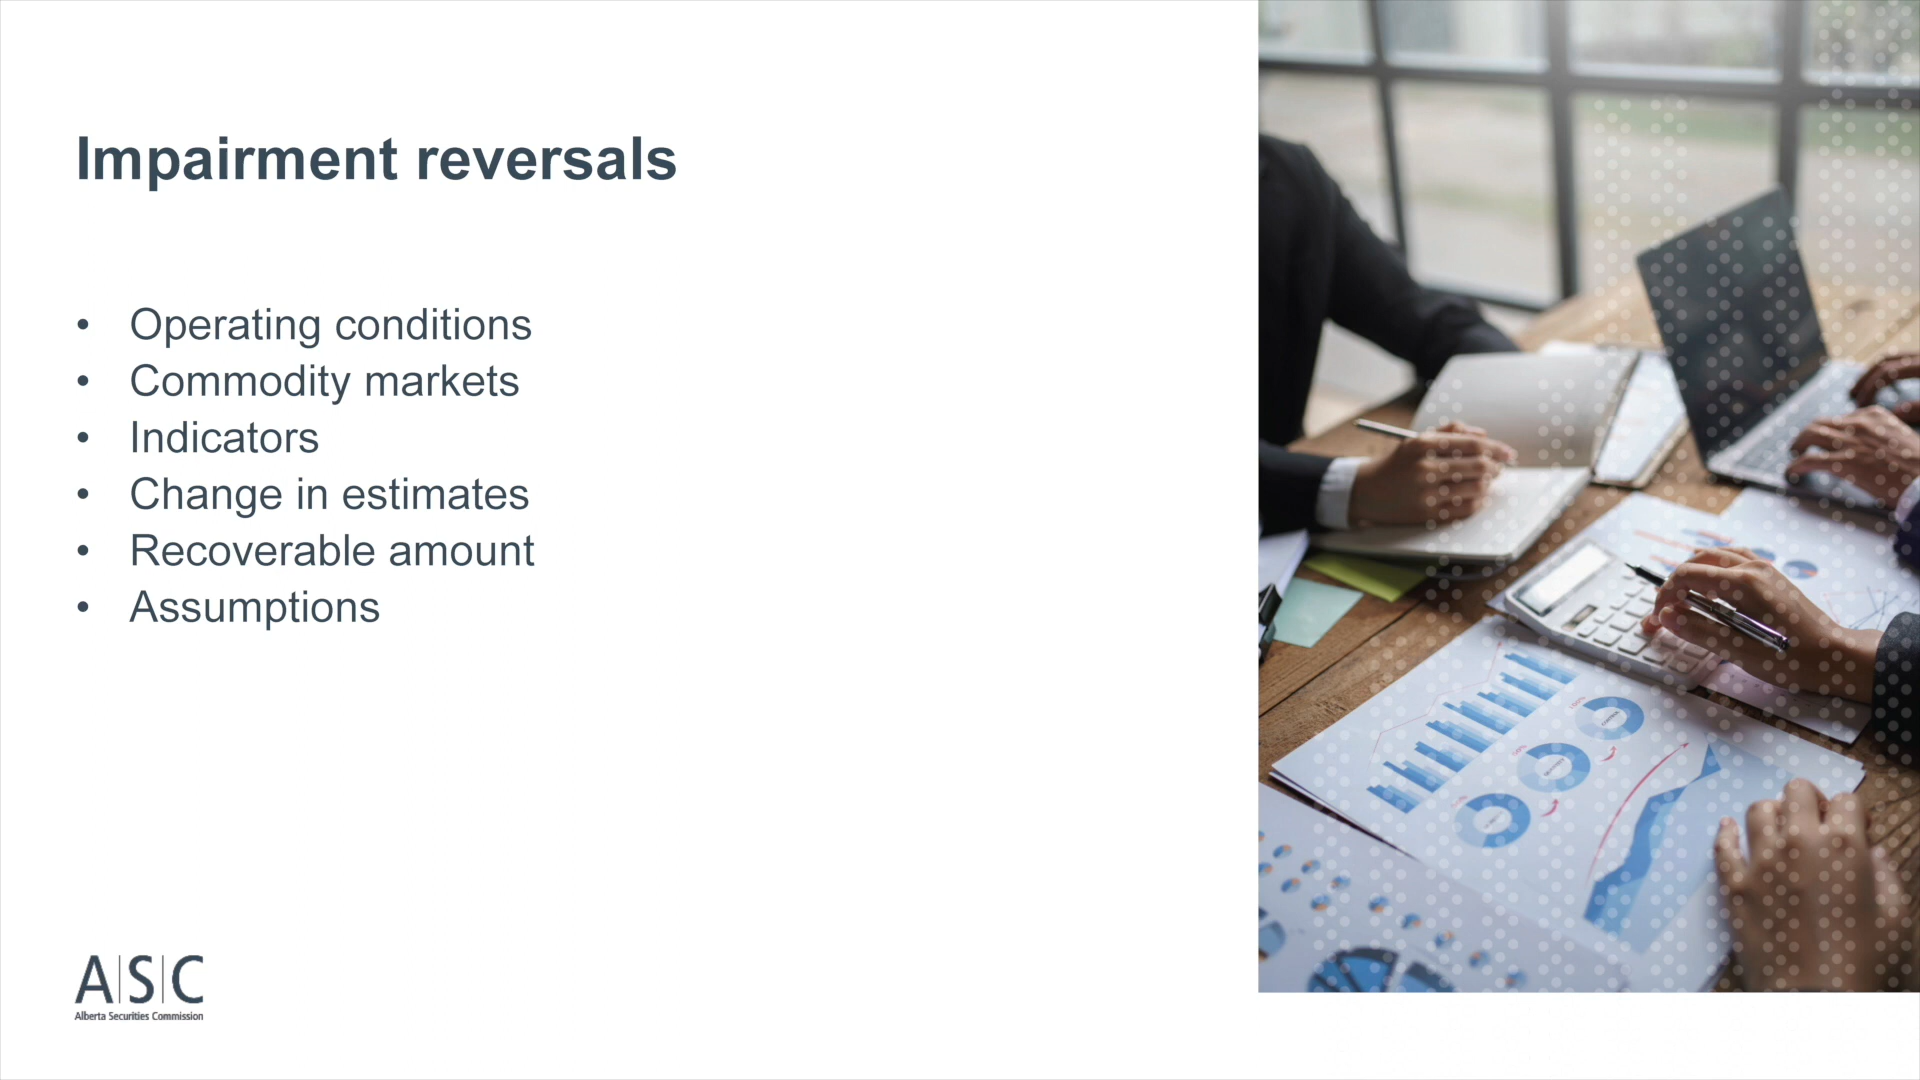 Impairment reversals
• Operating conditions
• Commodity markets
• Indicators
• Change in estimates
• Recoverable amount
• Assumptions
A|S|C
Alberta Securities Commission